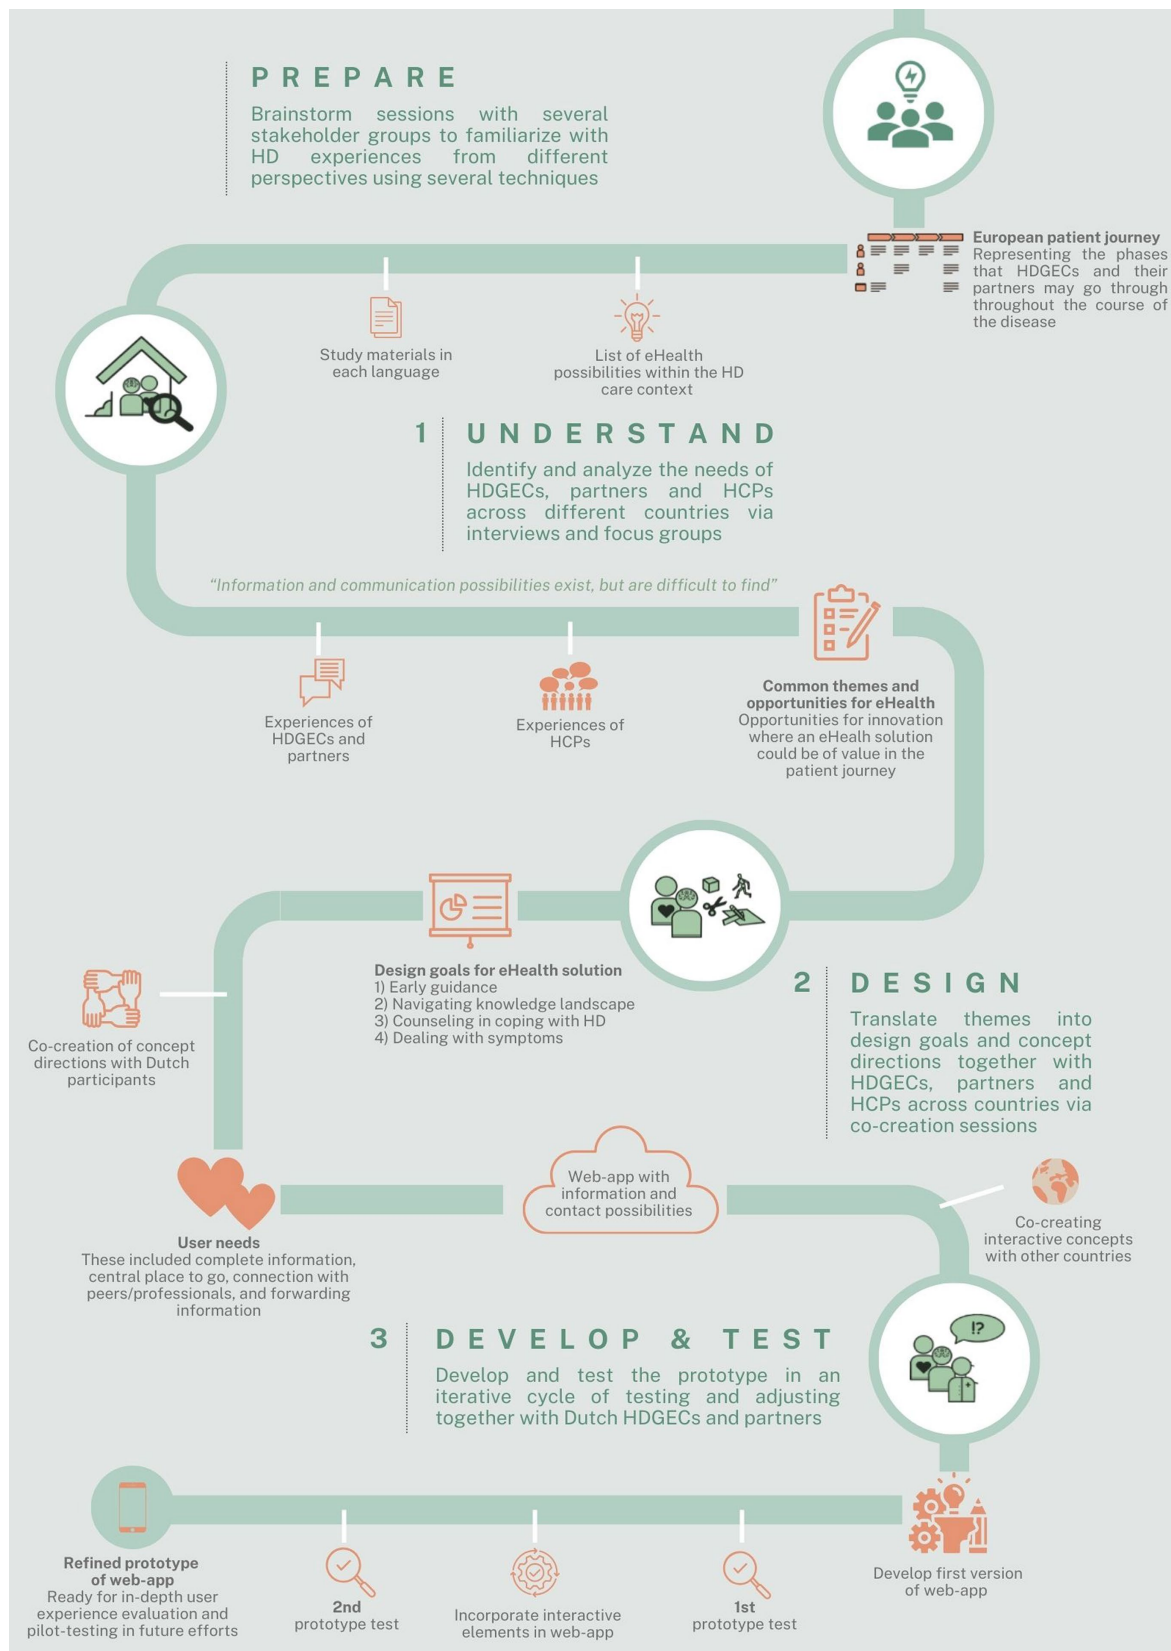 PREPARE
Brainstorm sessions with several
stakeholder groups to familiarize with
HD experiences from different
perspectives using several techniques
European patient journey
Representing the phases
that HDGECs and their
partners may go through
throughout the course of
the disease
Study materials in
each language
List of eHealth
possibilities within the HD
care context
1 UNDERSTAND
Identify and analyze the needs of
HDGECs, partners and HCPs
across different countries via
interviews and focus groups
“Information and communication possibilities exist, but are difficult to find”
Experiences of
HDGECs and
partners
Experiences of
HCPs
Common themes and
opportunities for eHealth
Opportunities for innovation
where an eHealh solution
could be of value in the
patient journey
Design goals for eHealth solution
1) Early guidance
2) Navigating knowledge landscape
3) Counseling in coping with HD
4) Dealing with symptoms
2 DESIGN
Translate themes into
design goals and concept
directions together with
HDGECs, partners and
HCPs across countries via
co-creation sessions
Co-creation of concept
directions with Dutch
participants
User needs
These included complete information,
central place to go, connection with
peers/professionals, and forwarding
information
Web-app with
information and
contact possibilities
Co-creating
interactive concepts
with other countries
!?
3 DEVELOP & TEST
Develop and test the prototype in an
iterative cycle of testing and adjusting
together with Dutch HDGECs and partners
Develop first version
of web-app
1st
prototype test
Incorporate interactive
elements in web-app
2nd
prototype test
Refined prototype
of web-app
Ready for in-depth user
experience evaluation and
pilot-testing in future efforts